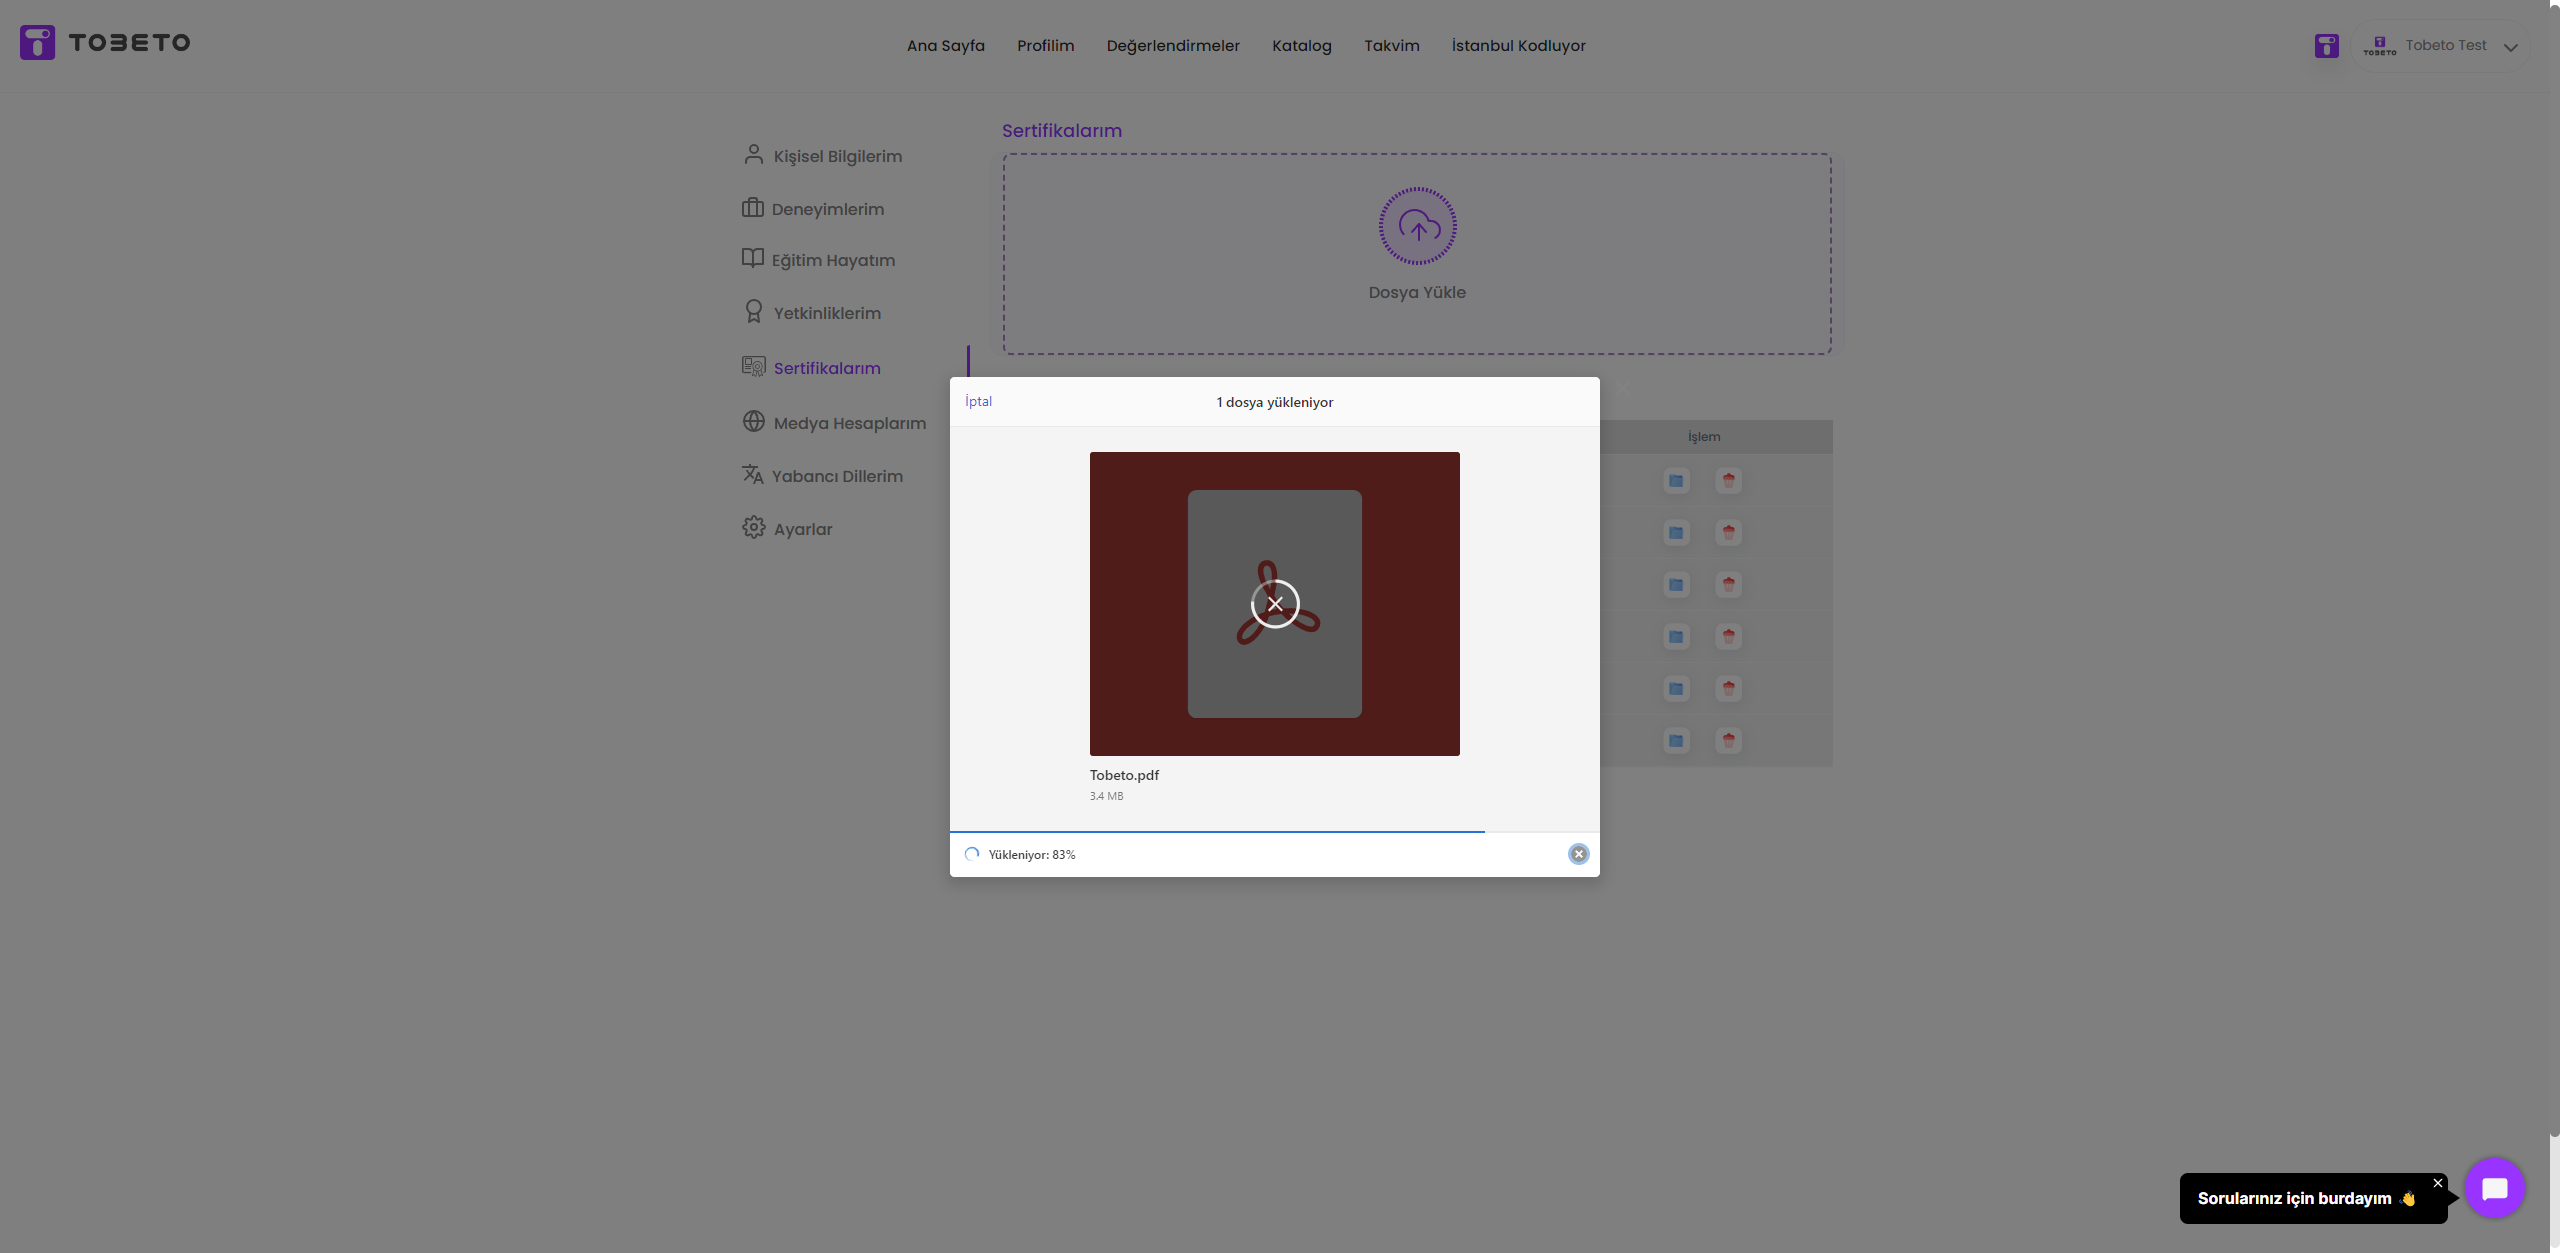 TOBETO
Ana Sayfa Profilim Değerlendirmeler Katalog Takvim İstanbul Kodluyor
TOBETO Tobeto Test
Kişisel Bilgilerim
Deneyimlerim
Eğitim Hayatım
Yetkinliklerim
Sertifikalarım
Medya Hesaplarım
Yabancı Dillerim
Ayarlar
Sertifikalarım
Dosya Yükle
İşlem
İptal
1 dosya yükleniyor
Tobeto.pdf
3.4 MB
Yükleniyor: 83%
Sorularınız için burdayım 👋